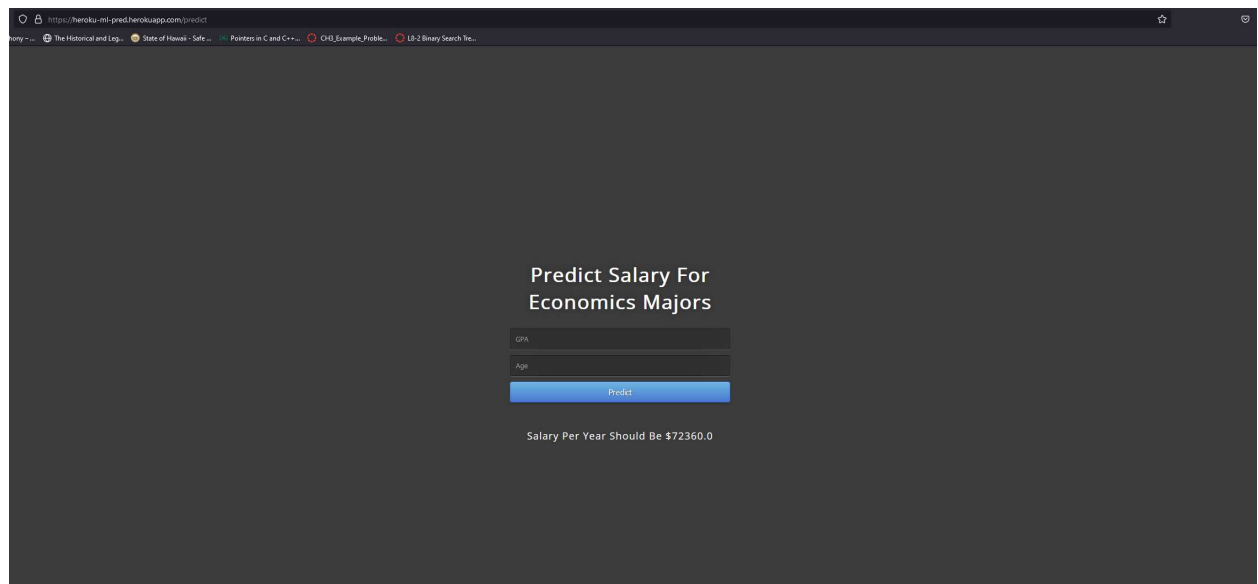 https://heroku-ml-pred.herokuapp.com/predict
hony –... The Historical and Leg... State of Hawaii - Safe ... Pointers in C and C++... CH3_Example_Proble... L8-2 Binary Search Tre...
Predict Salary For
Economics Majors
GPA
Age
Predict
Salary Per Year Should Be $72360.0